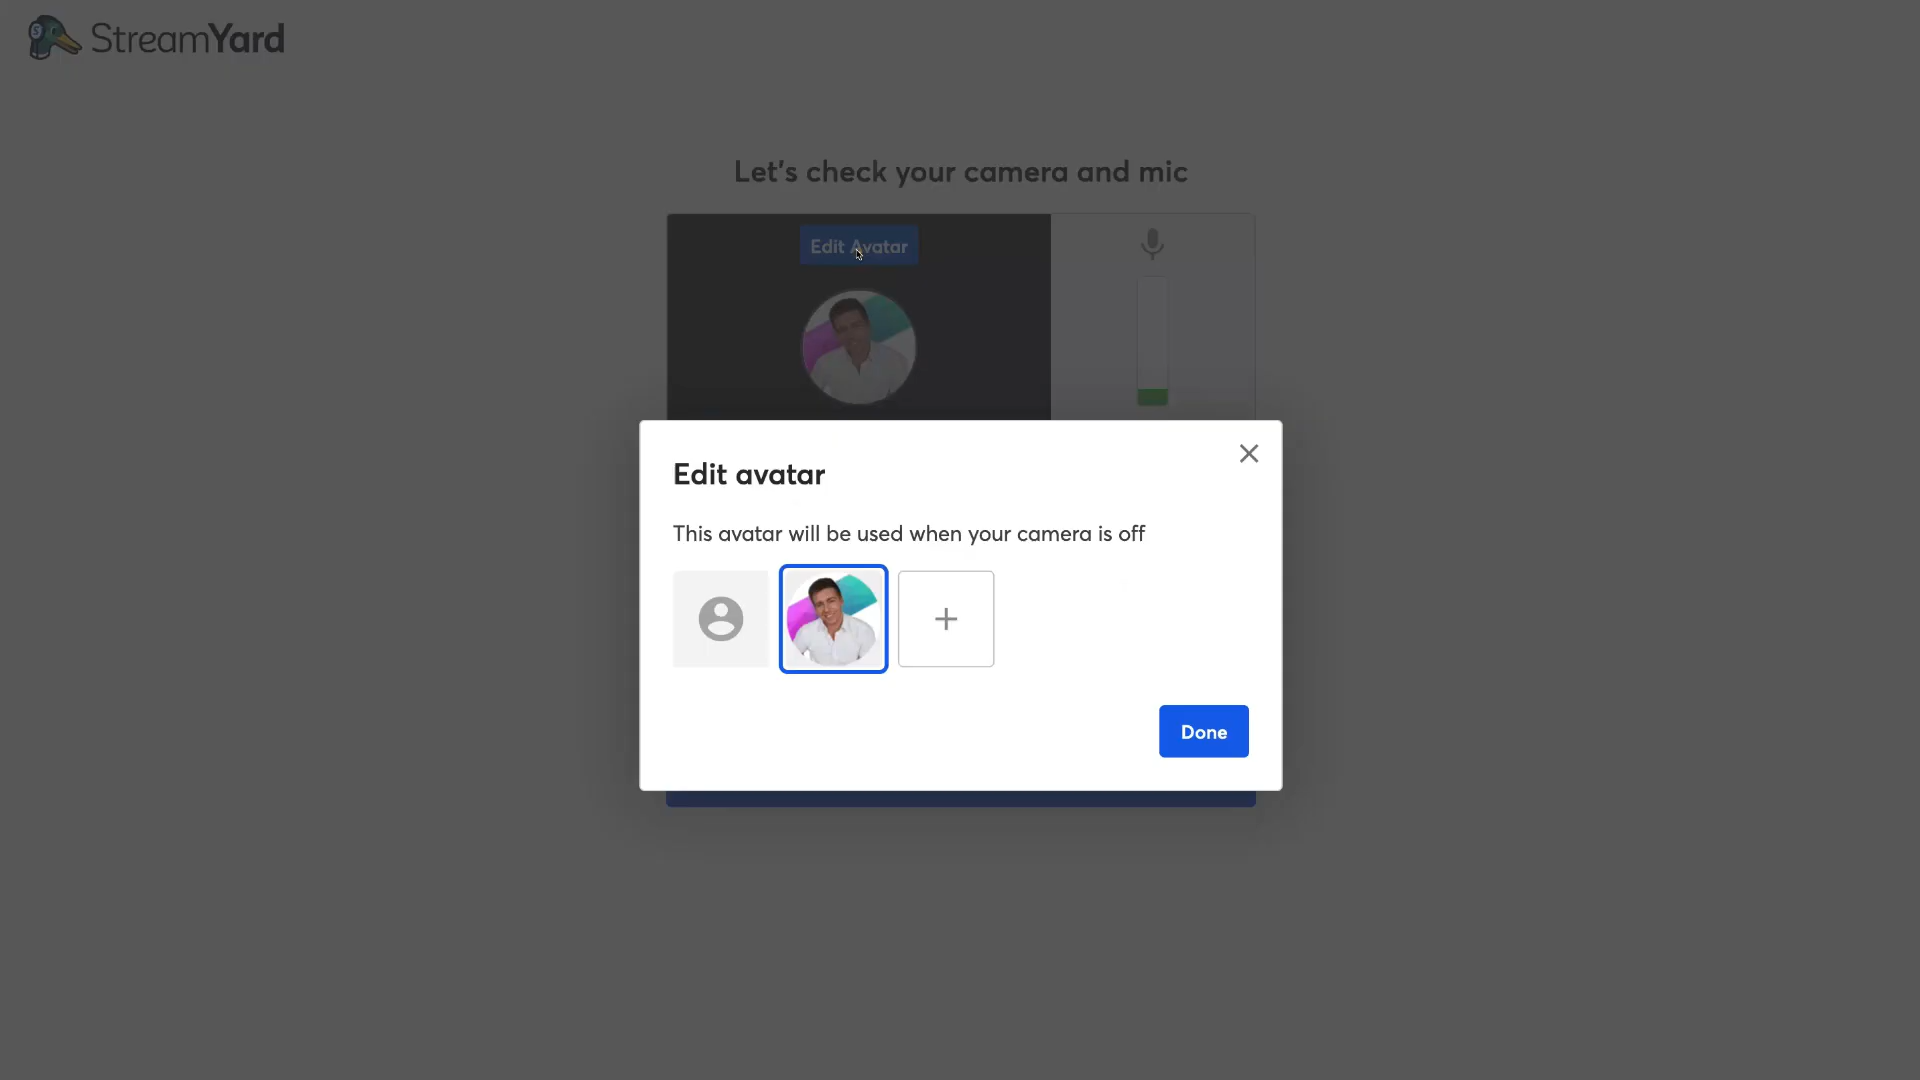 StreamYard
Let's check your camera and mic
Edit Avatar
Edit avatar
This avatar will be used when your camera is off
Done